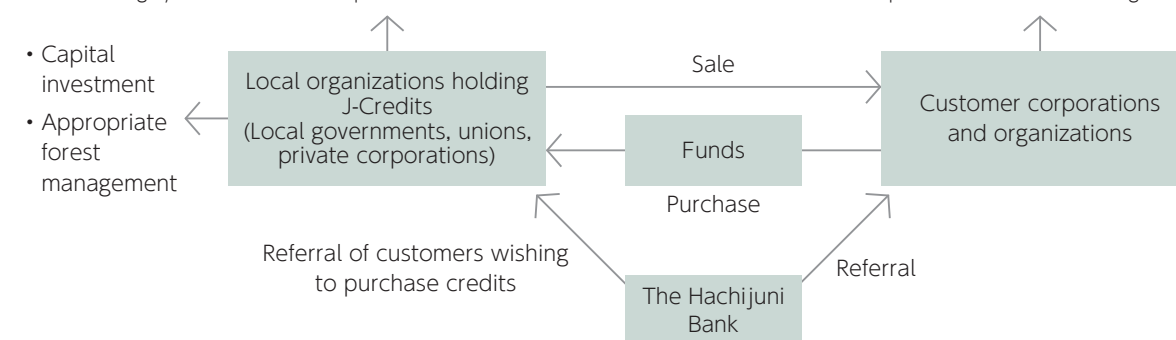 • Capital
investment
• Appropriate
forest
management
Local organizations holding
J-Credits
(Local governments, unions,
private corporations)
Sale
Customer corporations
and organizations
Funds
Purchase
Referral of customers wishing
to purchase credits
Referral
The Hachijuni
Bank